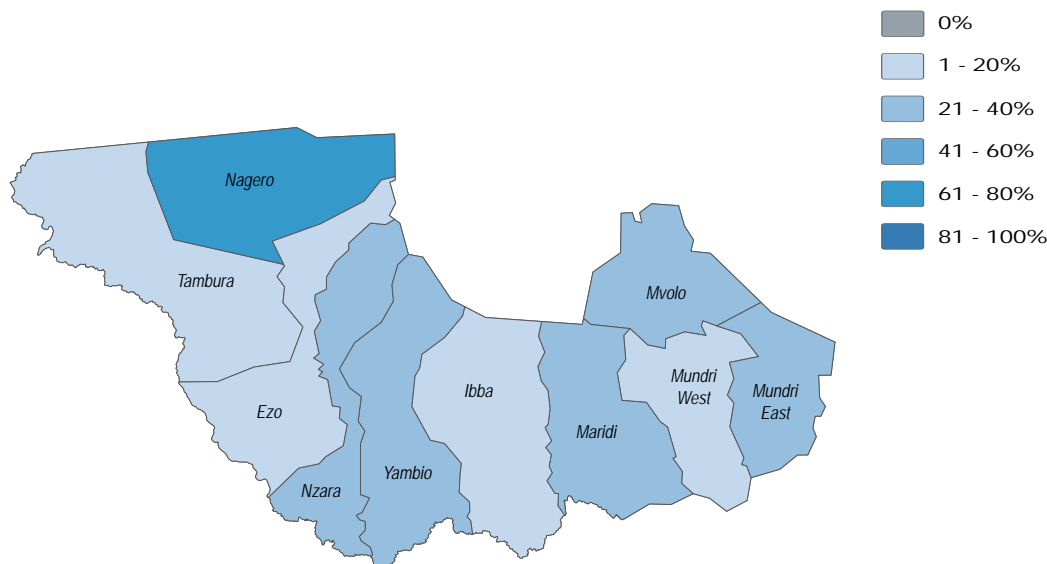 0%
1 - 20%
21 - 40%
41 - 60%
61 - 80%
81 - 100%
Nagero
Tambura
Mvolo
Ezo
Ibba
Mundri
West
Mundri
East
Maridi
Yambio
Nzara